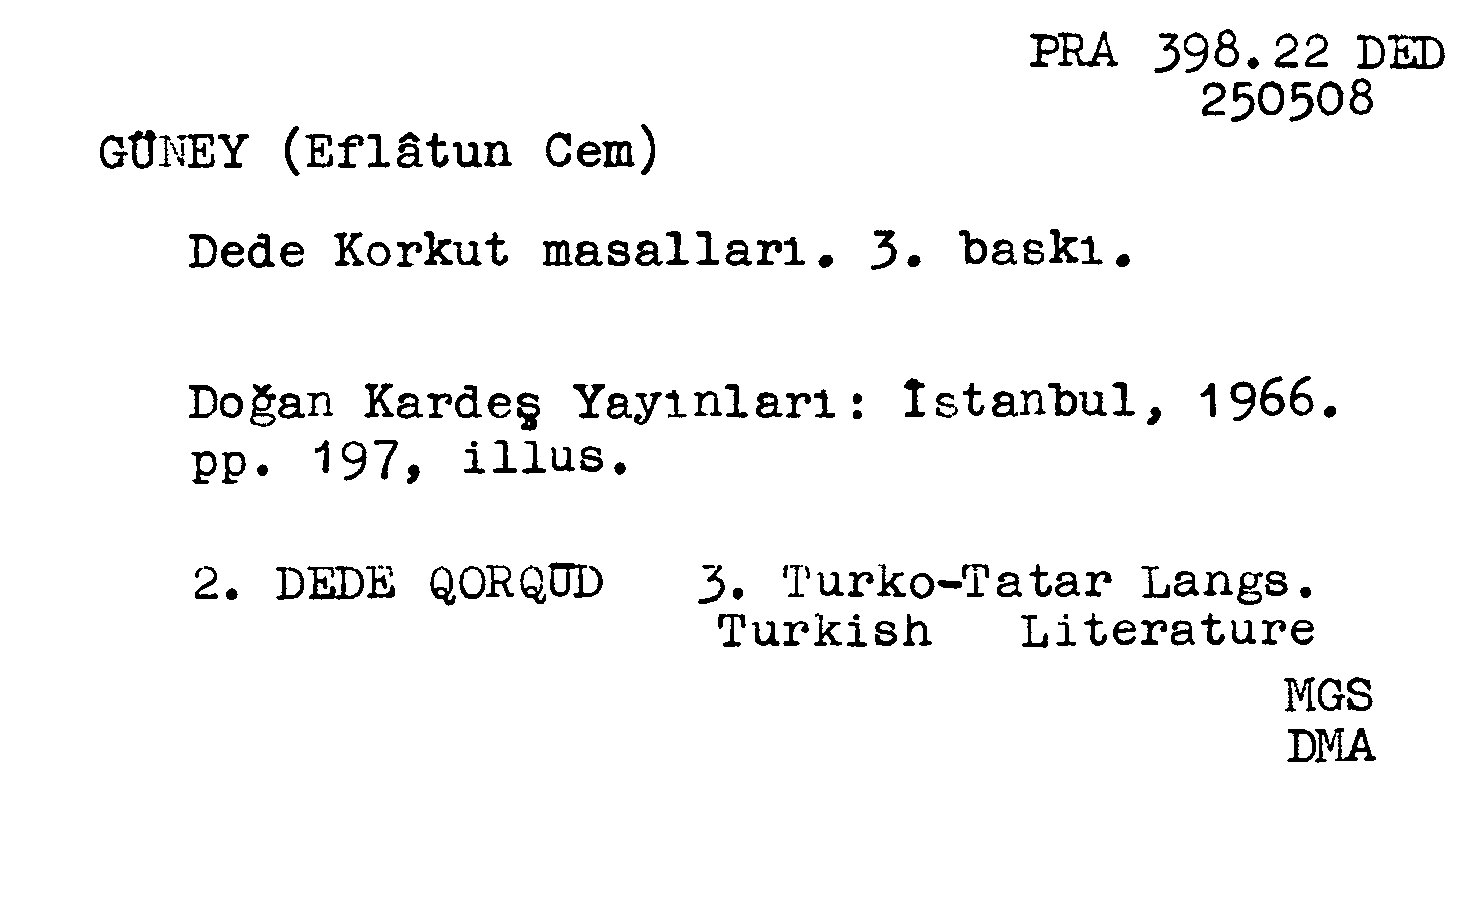 PRA 398.22 DED
250508
GÜNEY (Eflâtun Cem)
Dede Korkut masalları. 3. baskı.
Doğan Kardeş Yayınları: İstanbul, 1966.
pp. 197, illus.
2. DEDE QORQŪD 3. Turko-Tatar Langs.
Turkish Literature
MGS
DMA